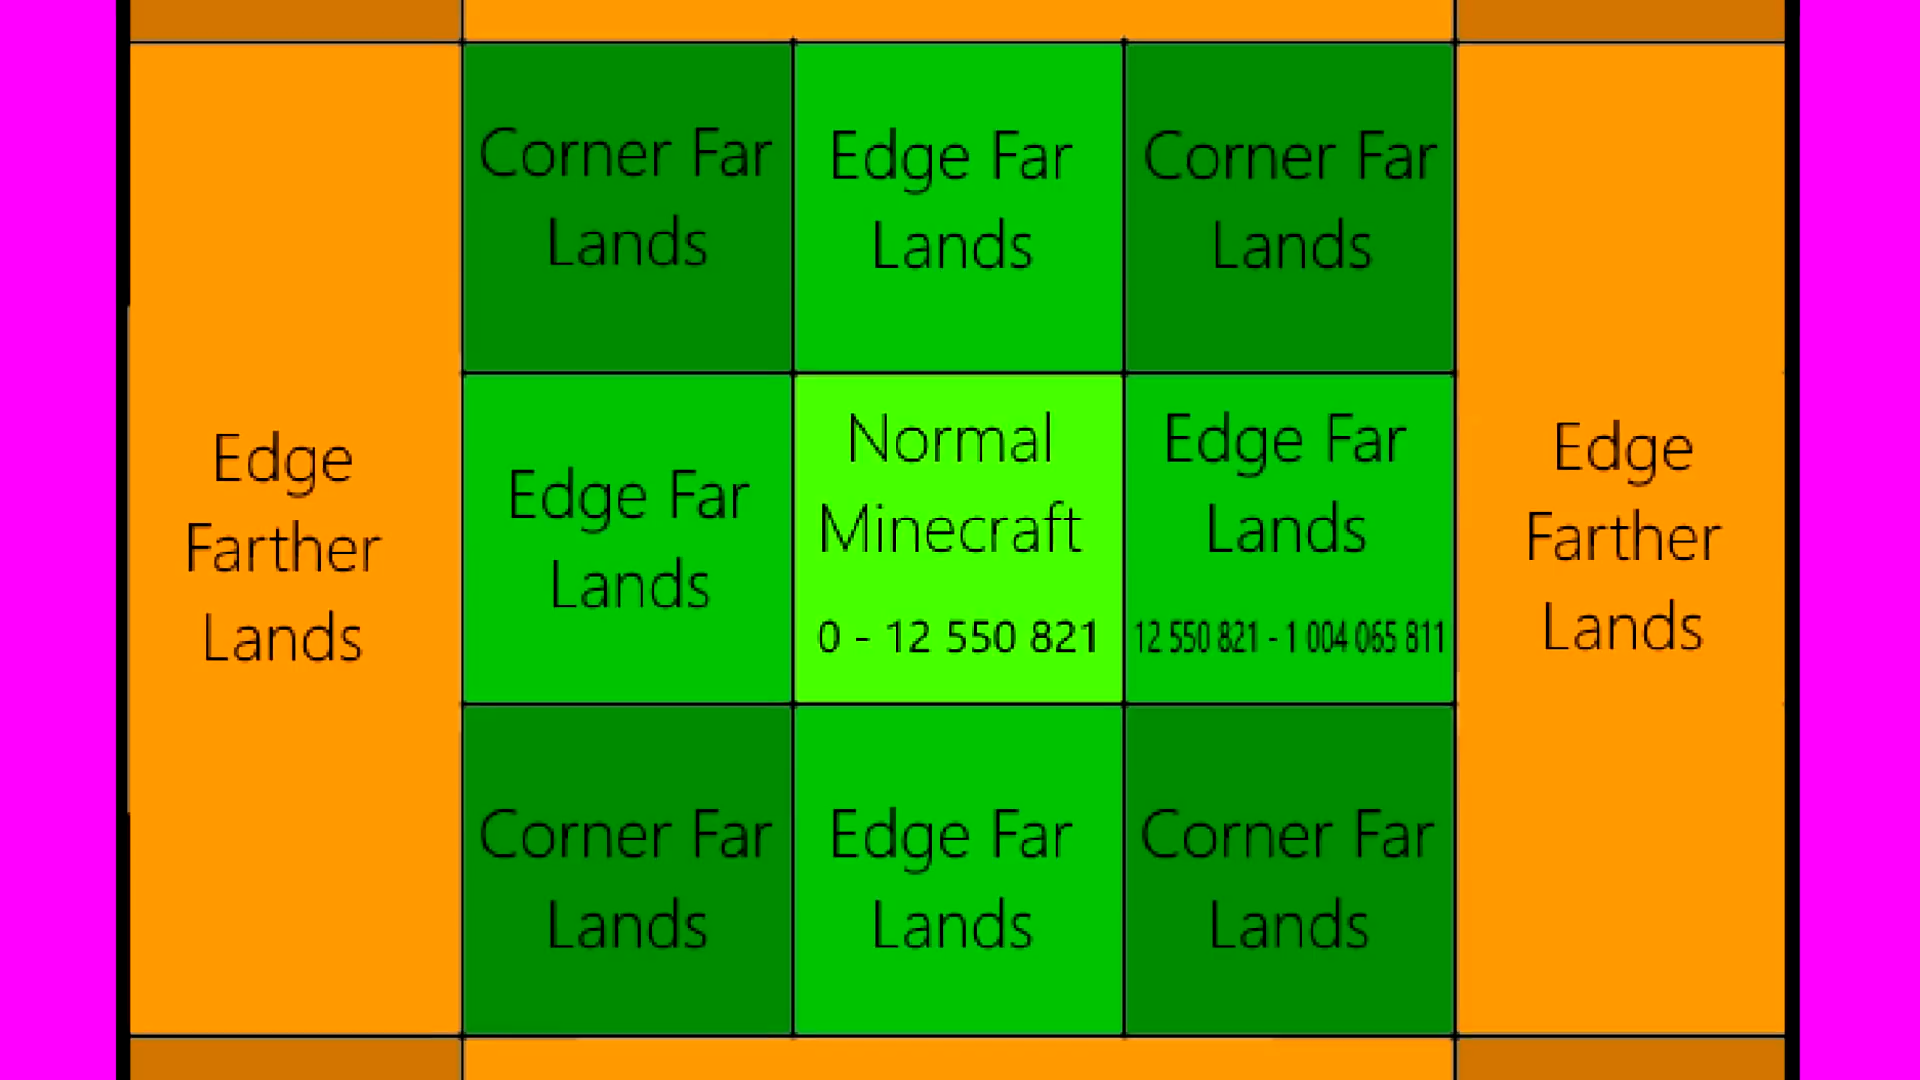 Corner Far
Lands
Edge Far
Lands
Corner Far
Lands
Edge
Farther
Lands
Edge Far
Lands
Normal
Minecraft
0 - 12 550 821
Edge Far
Lands
12 550 821 - 1 004 065 811
Edge
Farther
Lands
Corner Far
Lands
Edge Far
Lands
Corner Far
Lands